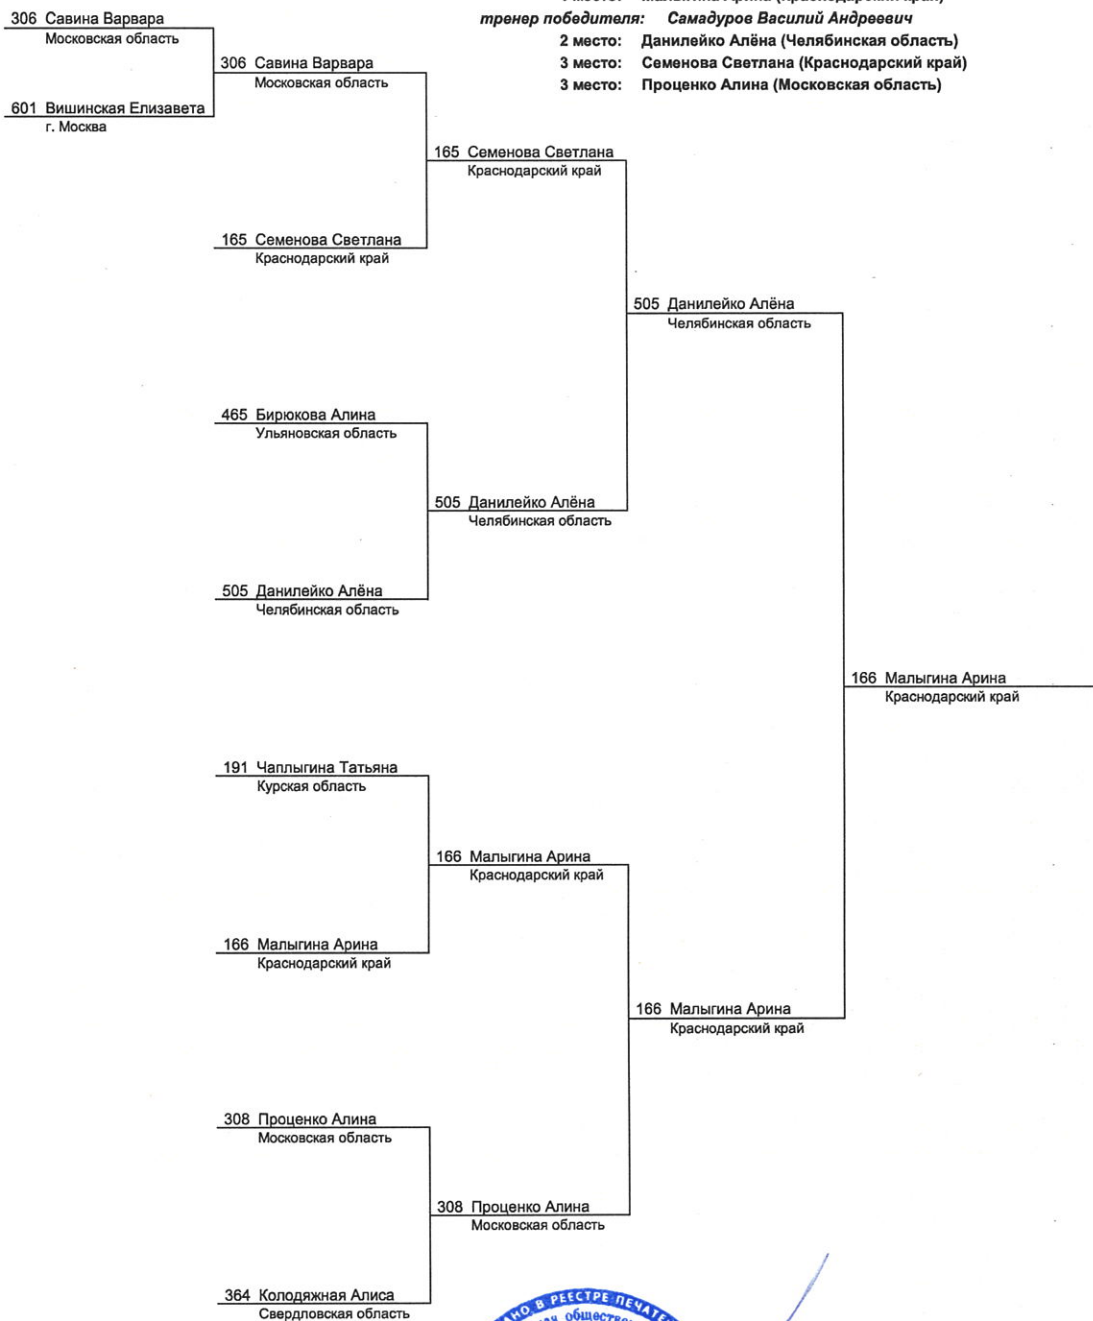 306 Савина Варвара
Московская область
тренер победителя: Самадуров Василий Андреевич
2 место: Данилейко Алёна (Челябинская область)
3 место: Семенова Светлана (Краснодарский край)
3 место: Проценко Алина (Московская область)
306 Савина Варвара
Московская область
601 Вишинская Елизавета
г. Москва
165 Семенова Светлана
Краснодарский край
165 Семенова Светлана
Краснодарский край
505 Данилейко Алёна
Челябинская область
465 Бирюкова Алина
Ульяновская область
505 Данилейко Алёна
Челябинская область
505 Данилейко Алёна
Челябинская область
166 Малыгина Арина
Краснодарский край
191 Чаплыгина Татьяна
Курская область
166 Малыгина Арина
Краснодарский край
166 Малыгина Арина
Краснодарский край
166 Малыгина Арина
Краснодарский край
308 Проценко Алина
Московская область
308 Проценко Алина
Московская область
364 Колодяжная Алиса
Свердловская область
В РЕЕСТРЕ